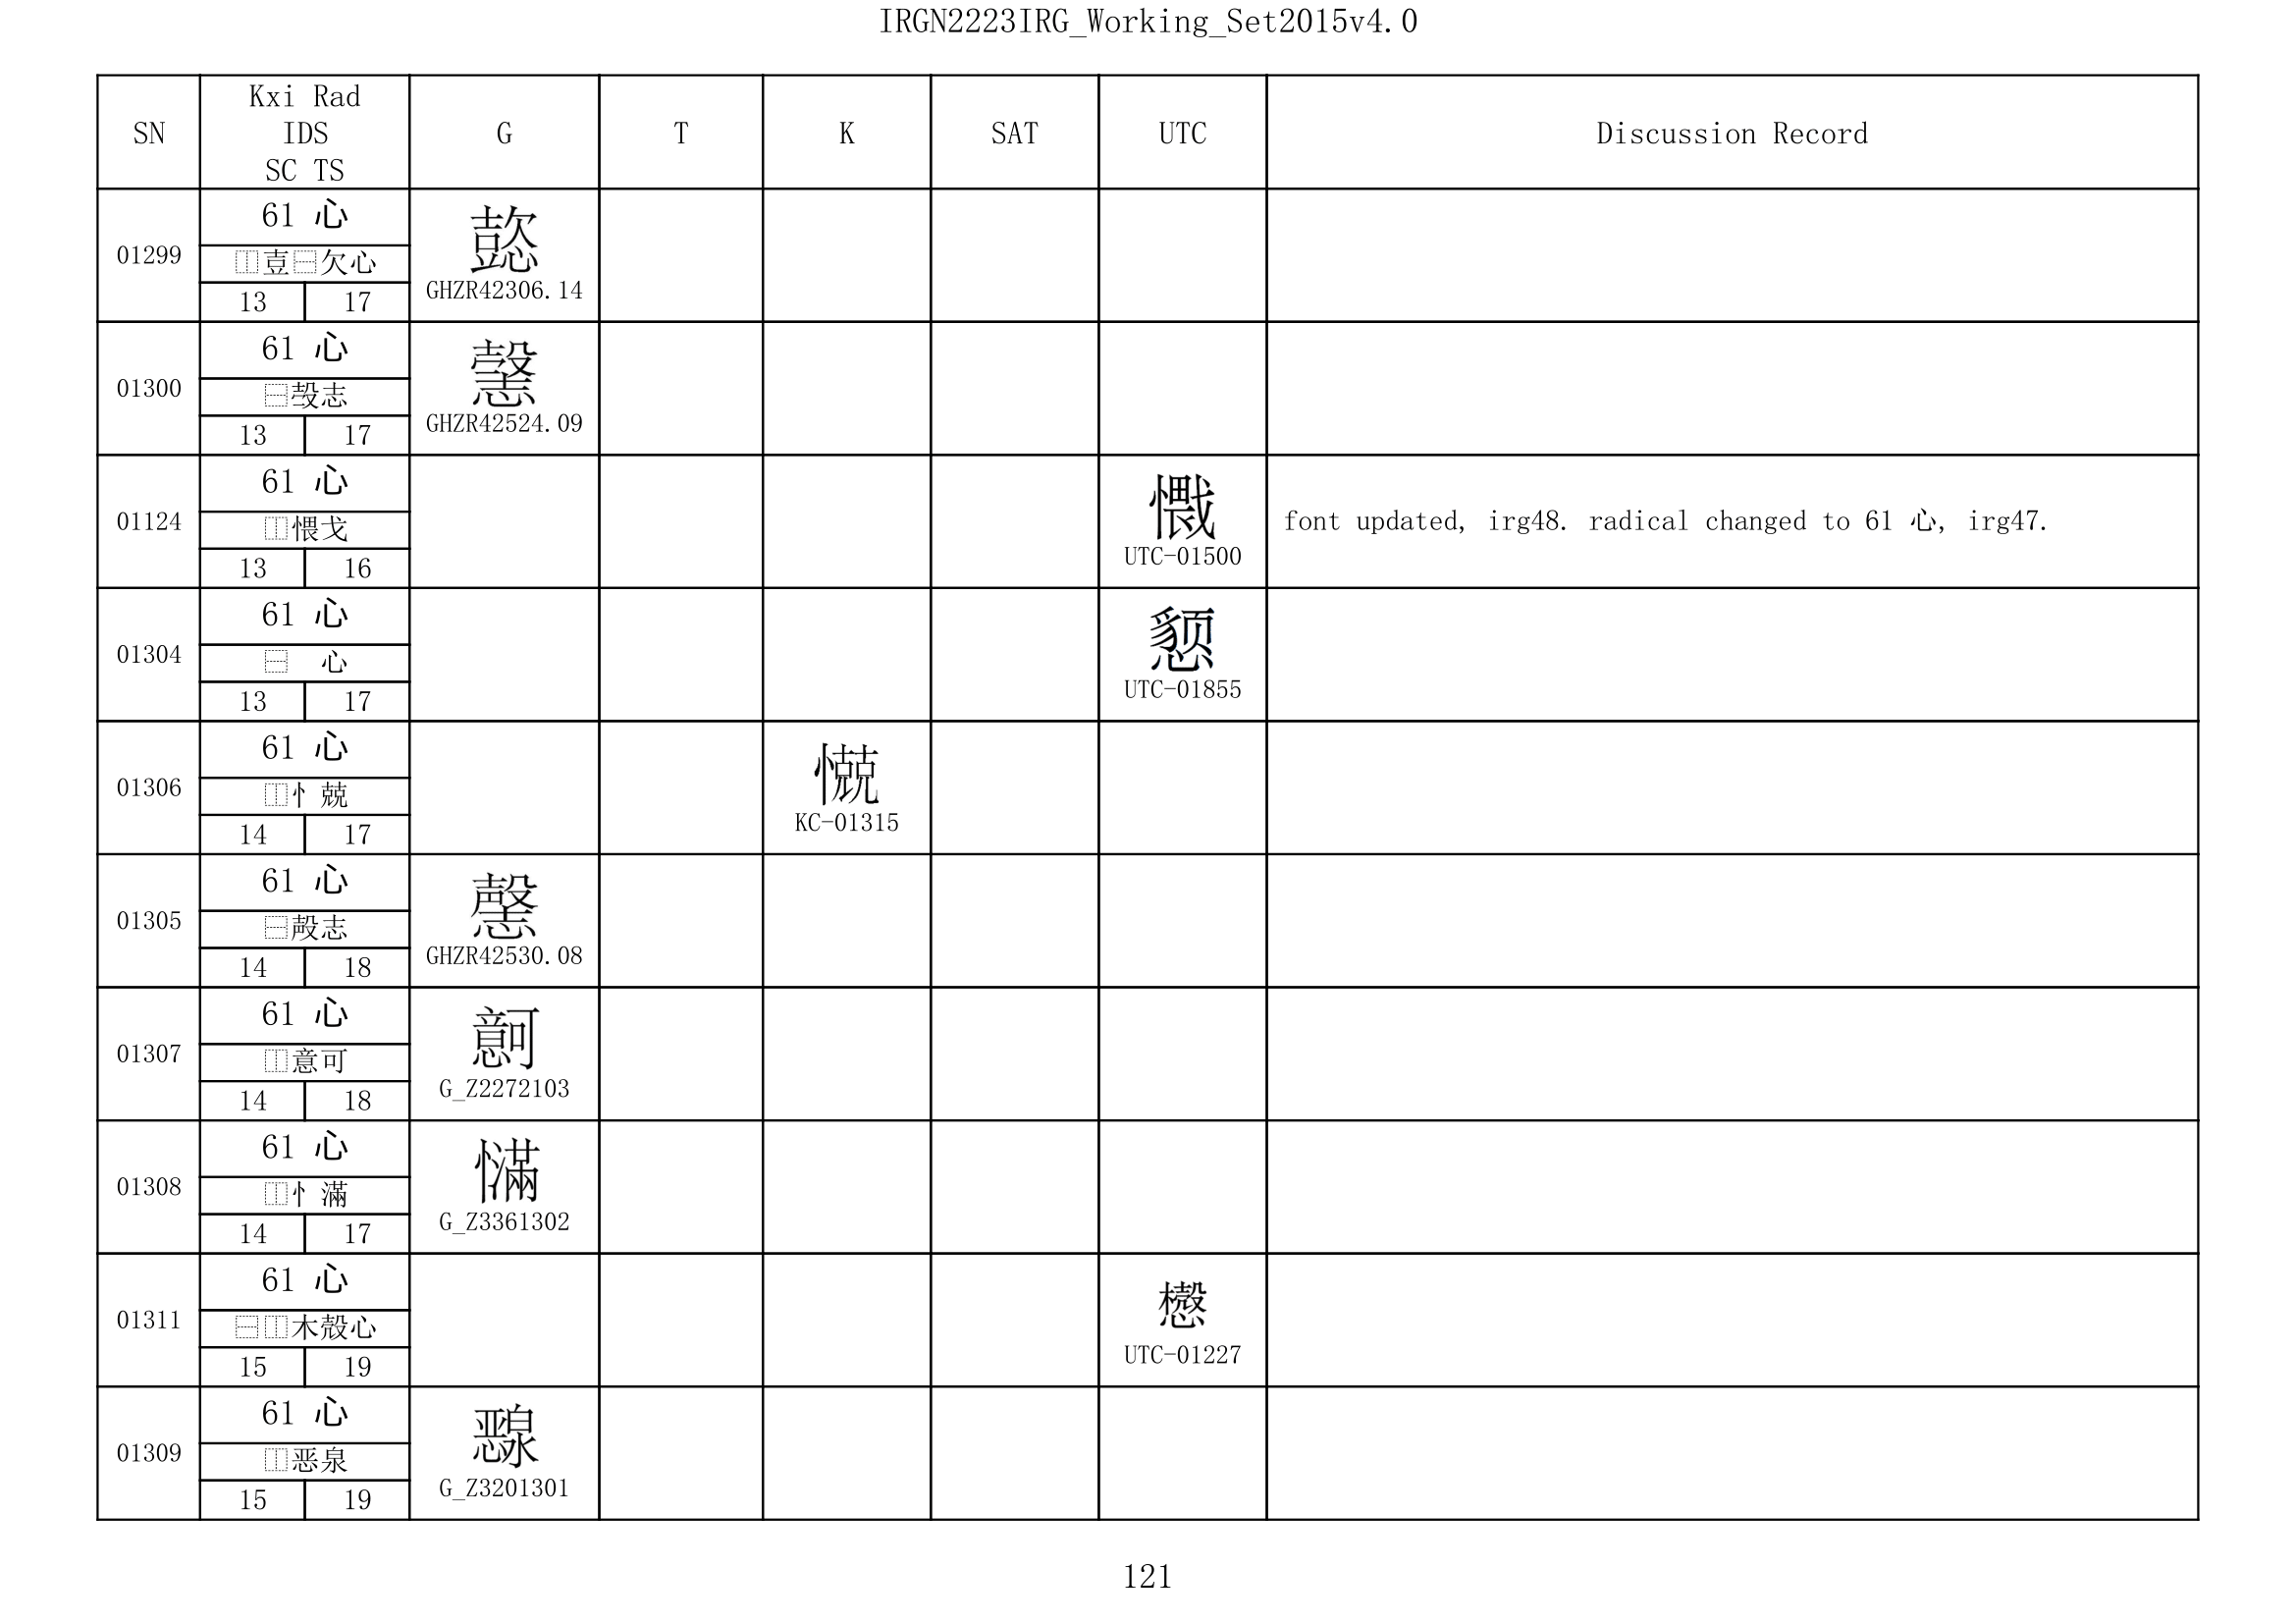 IRGN2223IRG_Working_Set2015v4.0
SN
Kxi Rad
IDS
SC TS
G
T
K
SAT
UTC
Discussion Record
01299
61 心
⿰壴⿱欠心
13 17
GHZR42306.14
01300
61 心
⿱𣪊志
13 17
GHZR42524.09
01124
61 心
⿰愄戈
13 16
UTC-01500
font updated, irg48. radical changed to 61 心, irg47.
01304
61 心
⿱ 心
13 17
UTC-01855
01306
61 心
⿰忄兢
14 17
KC-01315
01305
61 心
⿱志
14 18
GHZR42530.08
01307
61 心
⿰意可
14 18
G_Z2272103
01308
61 心
⿰忄滿
14 17
G_Z3361302
01311
61 心
⿱⿰木殼心
15 19
UTC-01227
01309
61 心
⿰恶泉
15 19
G_Z3201301
121